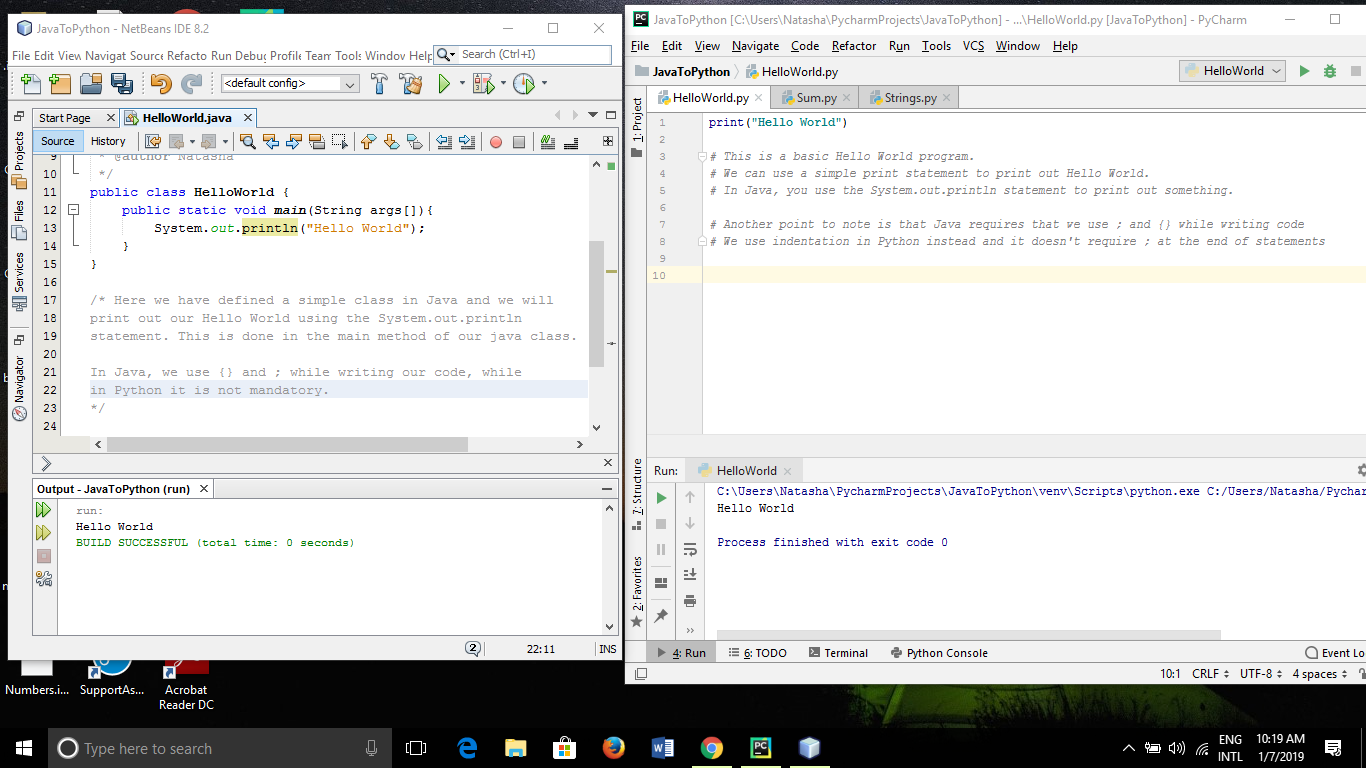 JavaToPython - NetBeans IDE 8.2
File Edit View Navigat Source Refacto Run Debug Profile Team Tools Window Help Search (Ctrl+I)
<default config>
Start Page
HelloWorld.java
Source History
Projects
Files
Services
Navigator
9 * @author Natasha
10 */
11 public class HelloWorld {
12 public static void main(String args[]){
13 System.out.println("Hello World");
14 }
15 }
16
17 /* Here we have defined a simple class in Java and we will
18 print out our Hello World using the System.out.println
19 statement. This is done in the main method of our java class.
20
21 In Java, we use {} and ; while writing our code, while
22 in Python it is not mandatory.
23 */
24
Output - JavaToPython (run)
run:
Hello World
BUILD SUCCESSFUL (total time: 0 seconds)
2 22:11 INS
JavaToPython [C:\Users\Natasha\PycharmProjects\JavaToPython] - ...\HelloWorld.py [JavaToPython] - PyCharm
File Edit View Navigate Code Refactor Run Tools VCS Window Help
JavaToPython HelloWorld.py HelloWorld
HelloWorld.py Sum.py Strings.py
1: Project
7: Structure
2: Favorites
1 print("Hello World")
2
3 # This is a basic Hello World program.
4 # We can use a simple print statement to print out Hello World.
5 # In Java, you use the System.out.println statement to print out something.
6
7 # Another point to note is that Java requires that we use ; and {} while writing code
8 # We use indentation in Python instead and it doesn't require ; at the end of statements
9
10
Run: HelloWorld
C:\Users\Natasha\PycharmProjects\JavaToPython\venv\Scripts\python.exe C:/Users/Natasha/Pychar
Hello World
Process finished with exit code 0
4: Run 6: TODO Terminal Python Console Event Lo
10:1 CRLF UTF-8 4 spaces
Numbers.i... SupportAs... Acrobat
Reader DC
Type here to search
ENG 10:19 AM
INTL 1/7/2019